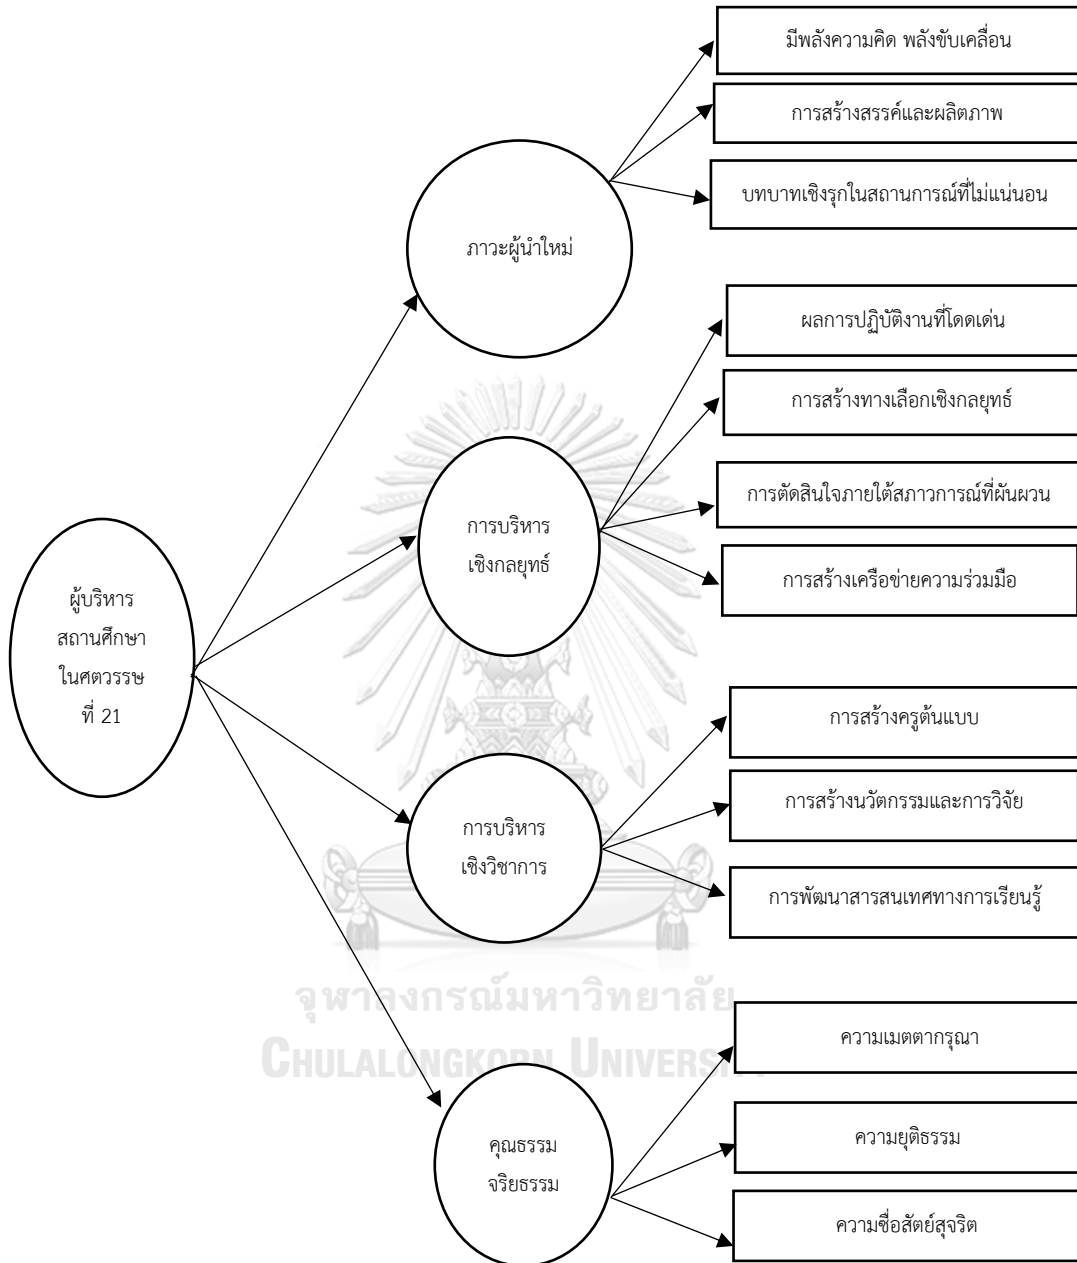 มีพลังความคิด พลังขับเคลื่อน
การสร้างสรรค์และผลิตภาพ
บทบาทเชิงรุกในสถานการณ์ที่ไม่แน่นอน
ภาวะผู้นำใหม่
ผลการปฏิบัติงานที่โดดเด่น
การสร้างทางเลือกเชิงกลยุทธ์
การตัดสินใจภายใต้สภาวการณ์ที่ผันผวน
การสร้างเครือข่ายความร่วมมือ
การบริหาร
เชิงกลยุทธ์
ผู้บริหาร
สถานศึกษา
ในศตวรรษ
ที่ 21
การสร้างครูต้นแบบ
การสร้างนวัตกรรมและการวิจัย
การพัฒนาสารสนเทศทางการเรียนรู้
การบริหาร
เชิงวิชาการ
จุฬาลงกรณ์มหาวิทยาลัย
CHULALONGKORN UNIVERSITY
ความเมตตากรุณา
ความยุติธรรม
ความซื่อสัตย์สุจริต
คุณธรรม
จริยธรรม